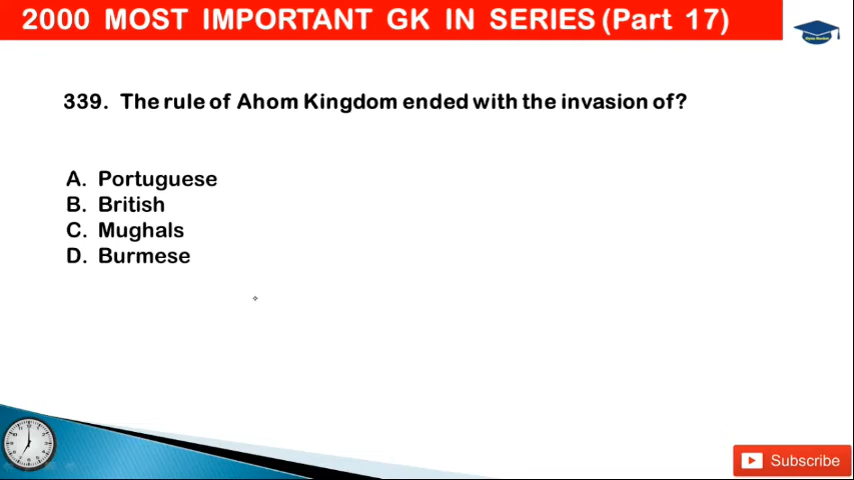 2000 MOST IMPORTANT GK IN SERIES (Part 17)
339. The rule of Ahom Kingdom ended with the invasion of?
A. Portuguese
B. British
C. Mughals
D. Burmese
Subscribe